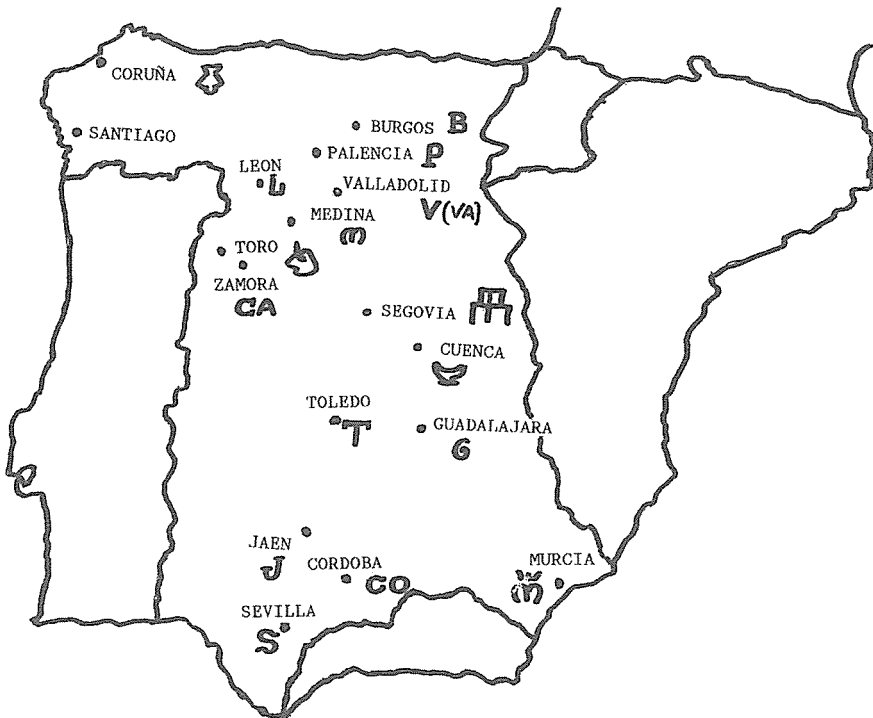 CORUÑA
SANTIAGO
BURGOS B
PALENCIA P
LEON
L
VALLADOLID
V(VA)
MEDINA
M
TORO
ZAMORA
CA
SEGOVIA
CUENCA
TOLEDO
T
GUADALAJARA
G
JAEN
J
CORDOBA
CO
MURCIA
M
SEVILLA
S